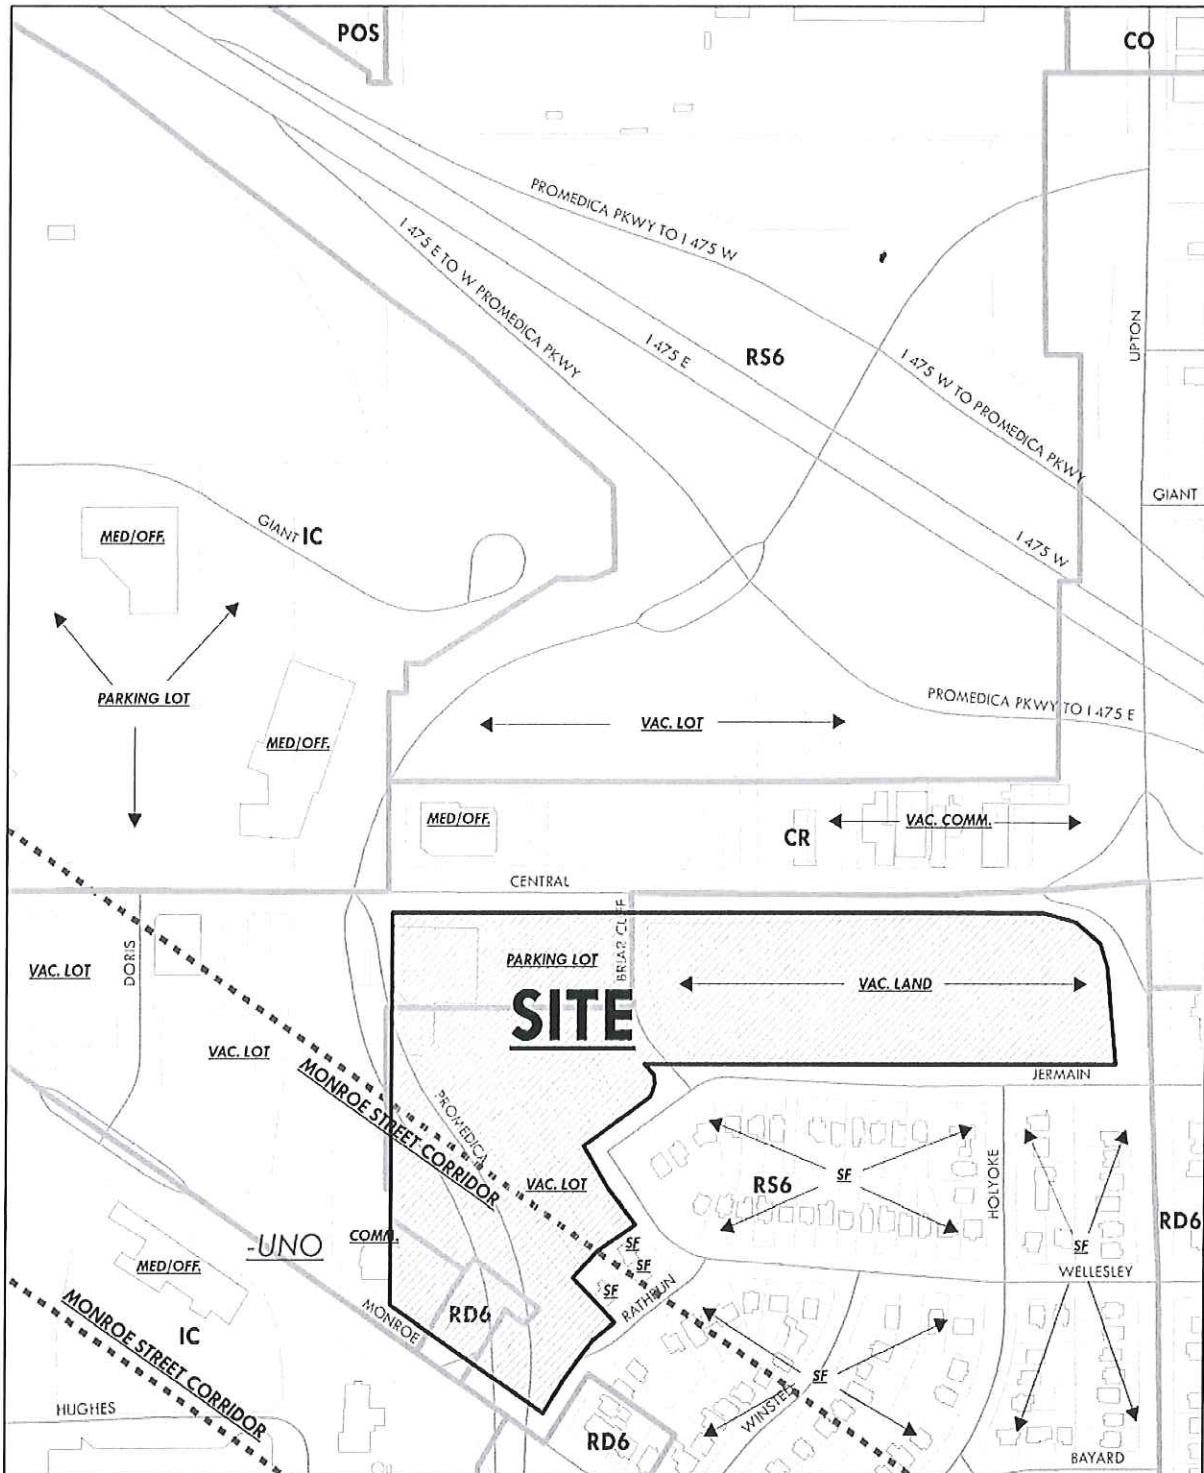 POS
CO
PROMEDICA PKWY TO I 475 W
I 475 E TO W PROMEDICA PKWY
I 475 E
RS6
UPTON
I 475 W TO PROMEDICA PKWY
GIANT
GIANT
IC
MED/OFF.
I 475 W
PARKING LOT
MED/OFF.
VAC. LOT
PROMEDICA PKWY TO I 475 E
MED/OFF.
CR
VAC. COMM.
CENTRAL
BRIAR CLIFF
DORIS
VAC. LOT
PARKING LOT
VAC. LAND
SITE
VAC. LOT
MONROE STREET CORRIDOR
PROMEDICA
JERMAIN
VAC. LOT
RS6
SF
HOLYOKE
RD6
-UNO
COMM.
SF
SF
SF
SF
WELLESLEY
MED/OFF.
MONROE
RD6
RATHBUN
MONROE STREET CORRIDOR
IC
SF
HUGHES
WINSTED
RD6
BAYARD